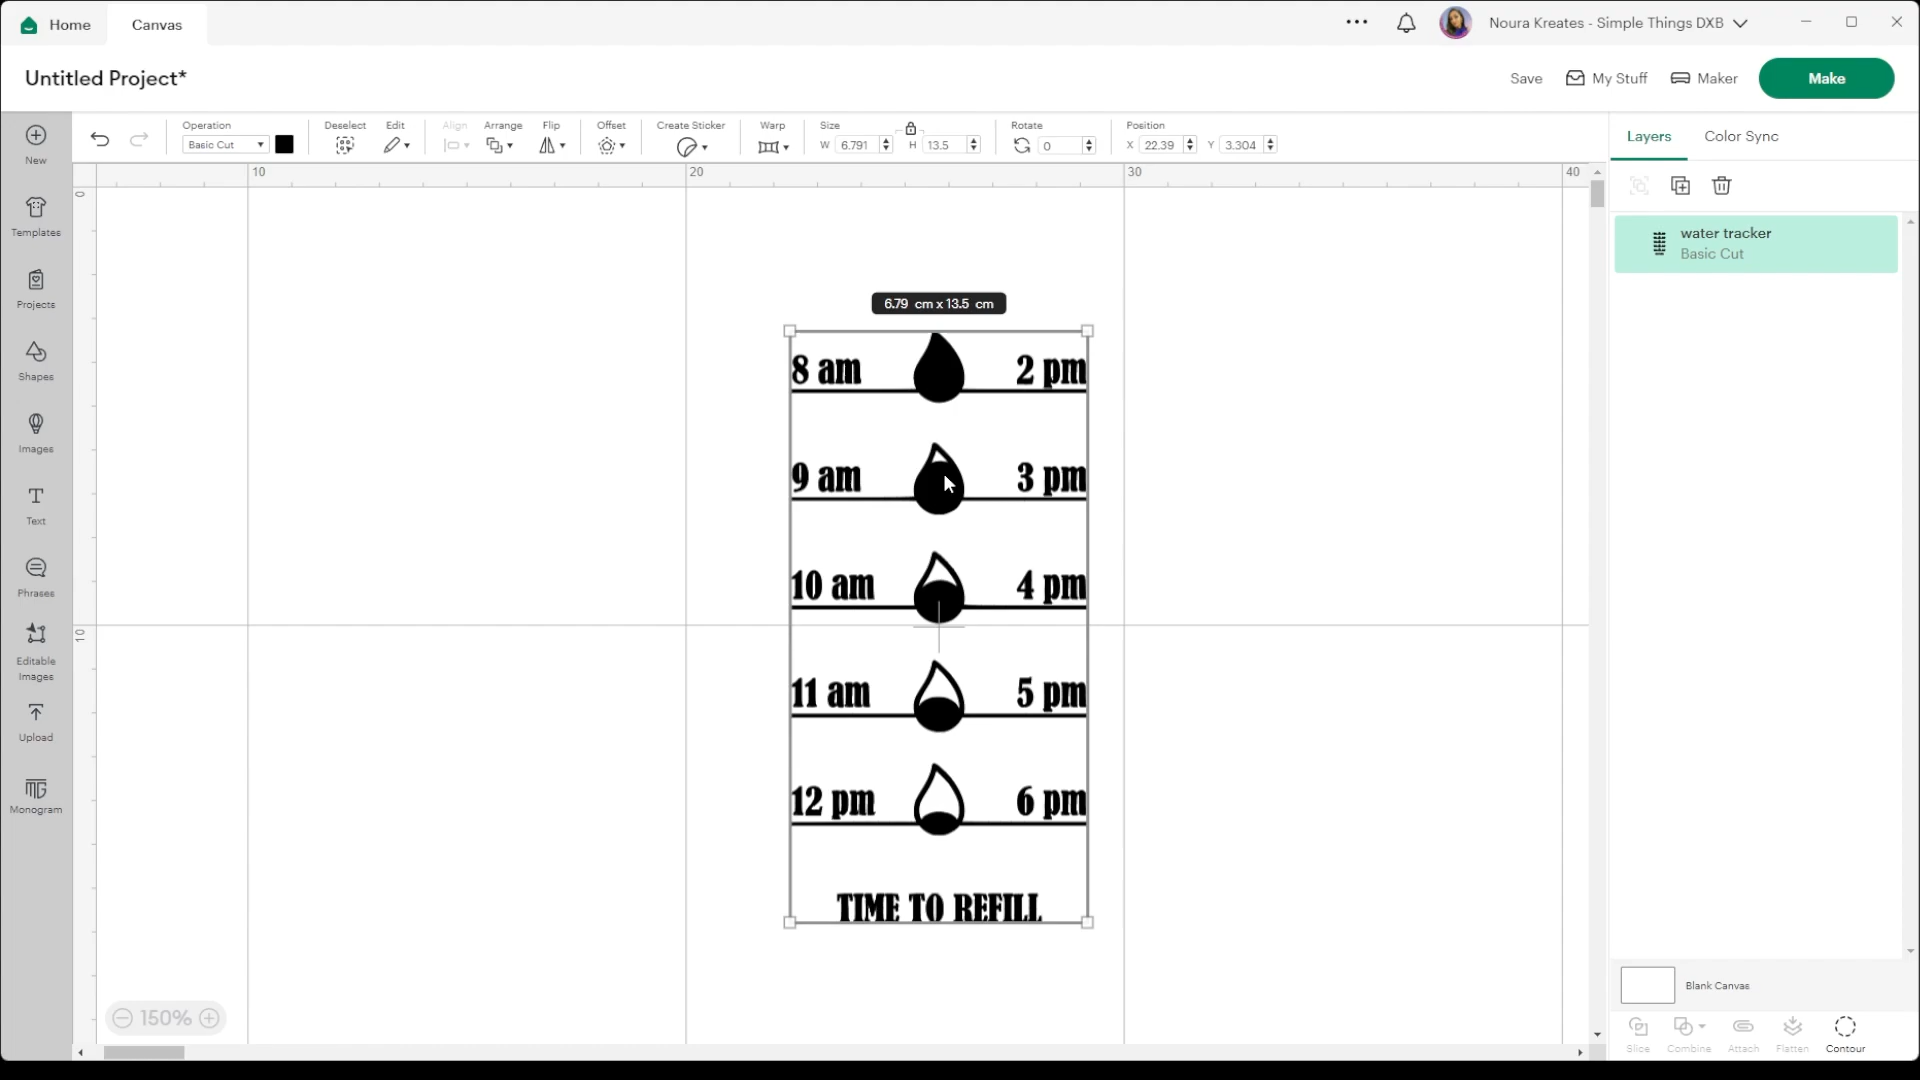 Home Canvas Noura Kreates - Simple Things DXB
Untitled Project* Save My Stuff Maker Make
Operation Deselect Edit Align Arrange Flip Offset Create Sticker Warp Size Rotate Position
Basic Cut W 6.791 H 13.5 0 X 22.39 Y 3.304
Layers Color Sync
New
Templates
Projects
Shapes
Images
Text
Phrases
Editable
Images
Upload
Monogram
10 20 30 40
0
10
6.79 cm x 13.5 cm
8 am 2 pm
9 am 3 pm
10 am 4 pm
11 am 5 pm
12 pm 6 pm
TIME TO REFILL
150%
water tracker
Basic Cut
Blank Canvas
Slice Combine Attach Flatten Contour